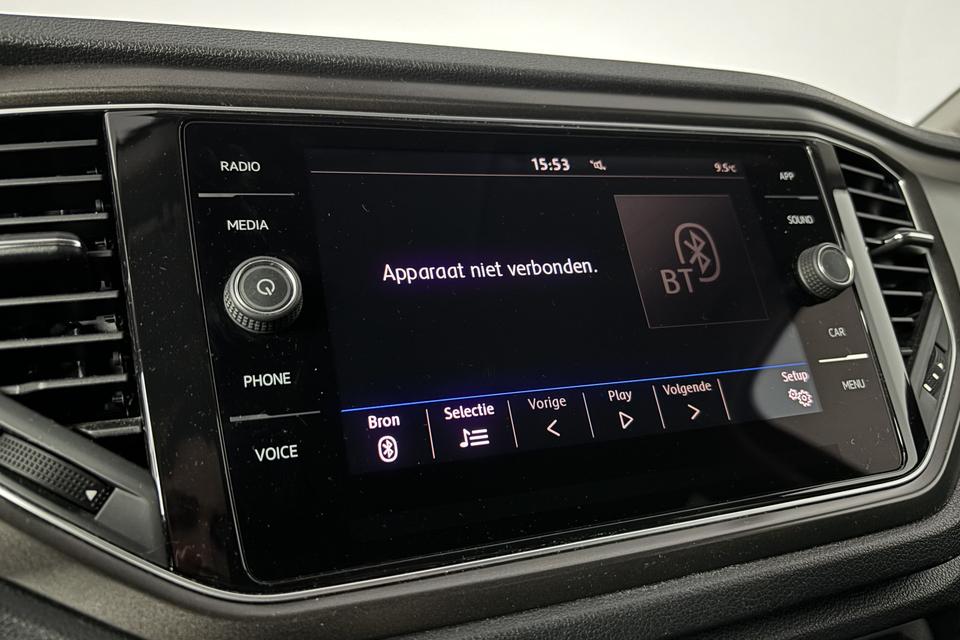 RADIO
MEDIA
PHONE
VOICE
15:53
9.5°C
Apparaat niet verbonden.
BT
Bron
Selectie
Vorige
Play
Volgende
Setup
APP
SOUND
CAR
MENU